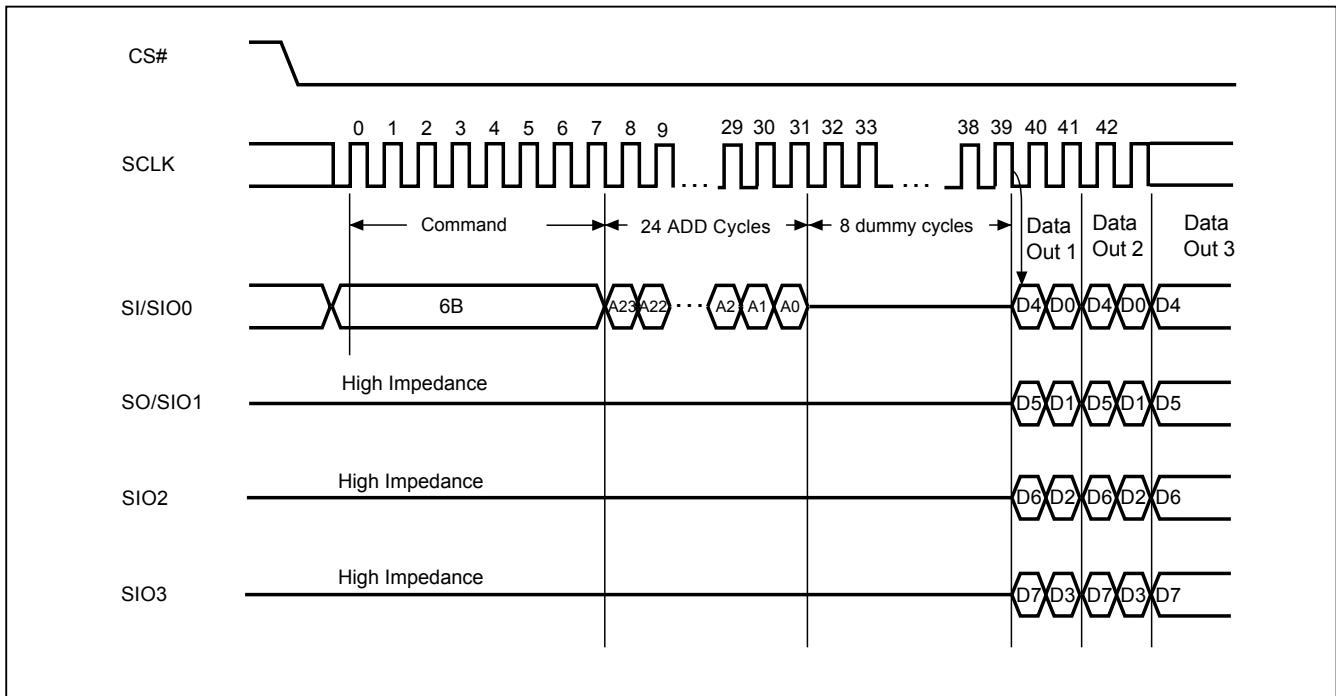 CS#
0 1 2 3 4 5 6 7 8 9 29 30 31 32 33 38 39 40 41 42
SCLK
... ...
Command 24 ADD Cycles 8 dummy cycles Data Out 1 Data Out 2 Data Out 3
SI/SIO0 6B A23 A22 ... A2 A1 A0 D4 D0 D4 D0 D4
High Impedance
SO/SIO1 D5 D1 D5 D1 D5
High Impedance
SIO2 D6 D2 D6 D2 D6
High Impedance
SIO3 D7 D3 D7 D3 D7